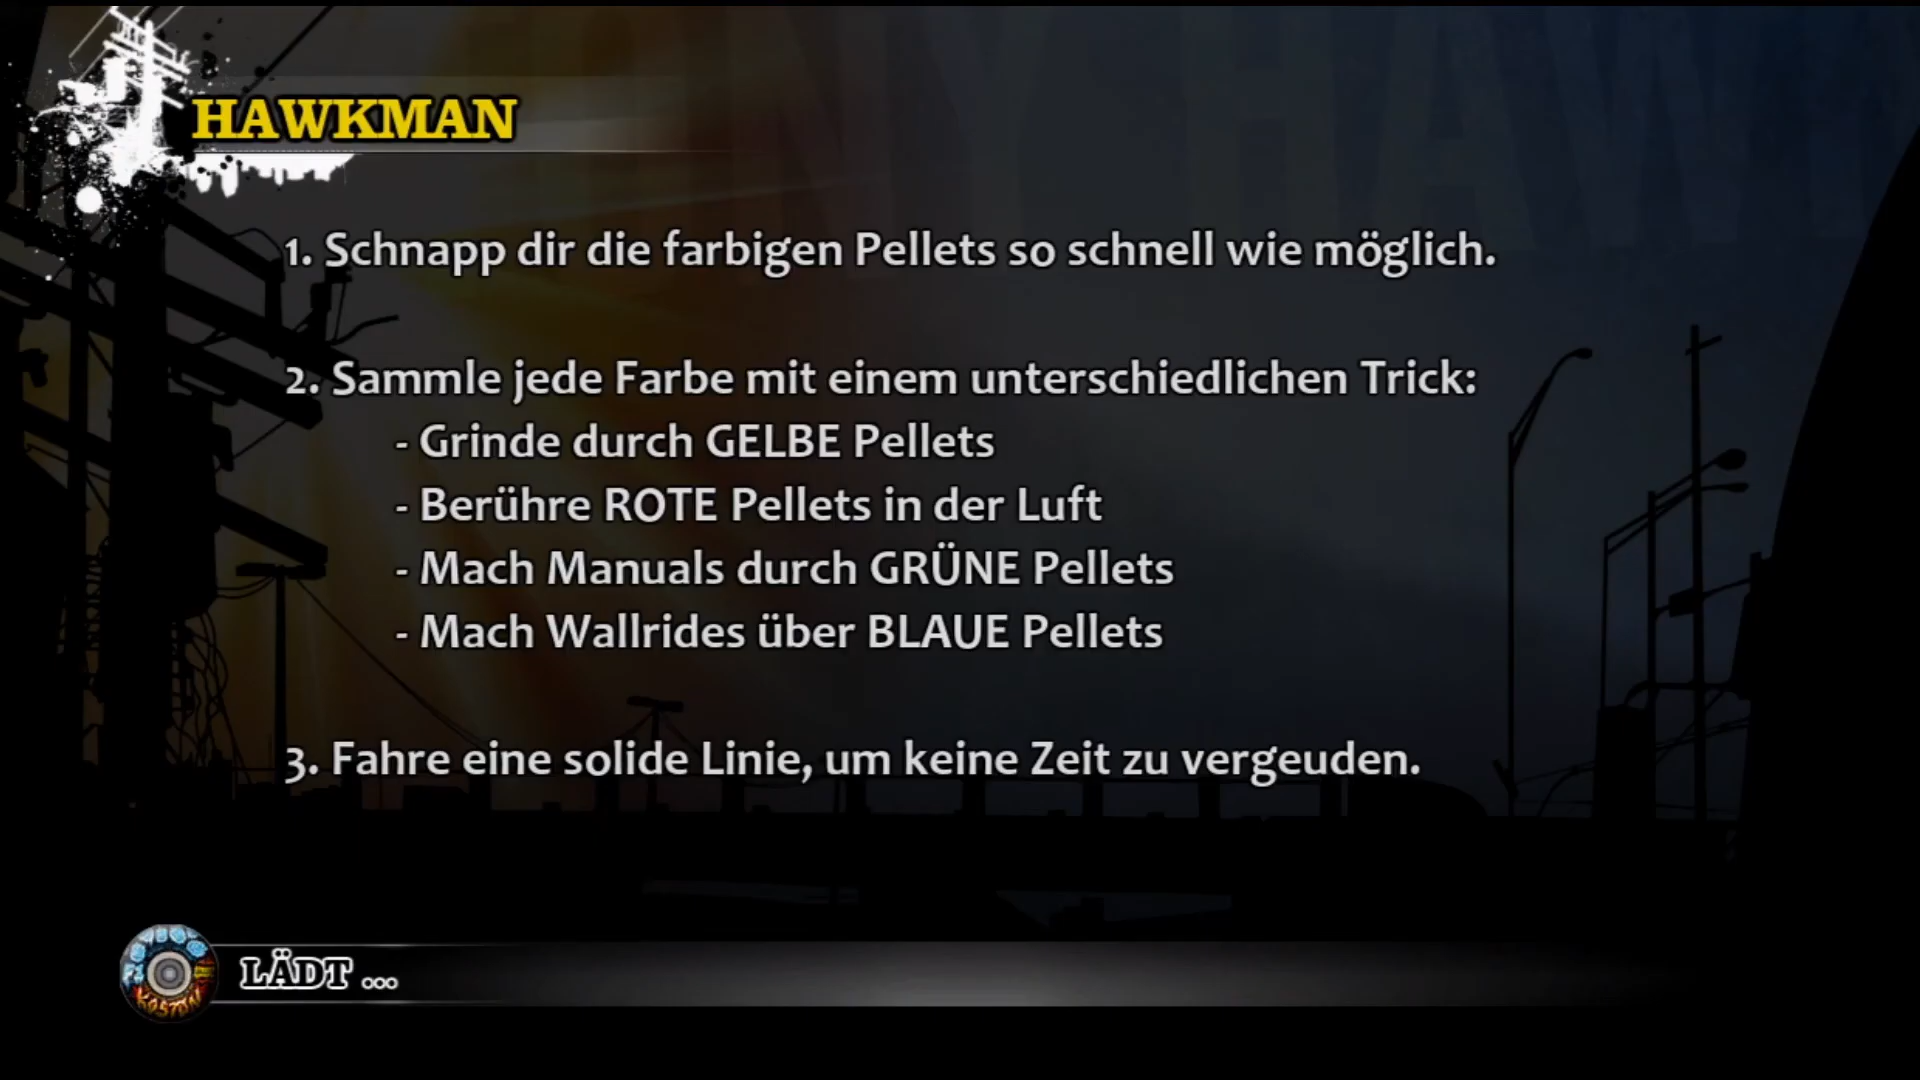 HAWKMAN
1. Schnapp dir die farbigen Pellets so schnell wie möglich.
2. Sammle jede Farbe mit einem unterschiedlichen Trick:
- Grinde durch GELBE Pellets
- Berühre ROTE Pellets in der Luft
- Mach Manuals durch GRÜNE Pellets
- Mach Wallrides über BLAUE Pellets
3. Fahre eine solide Linie, um keine Zeit zu vergeuden.
LÄDT ...